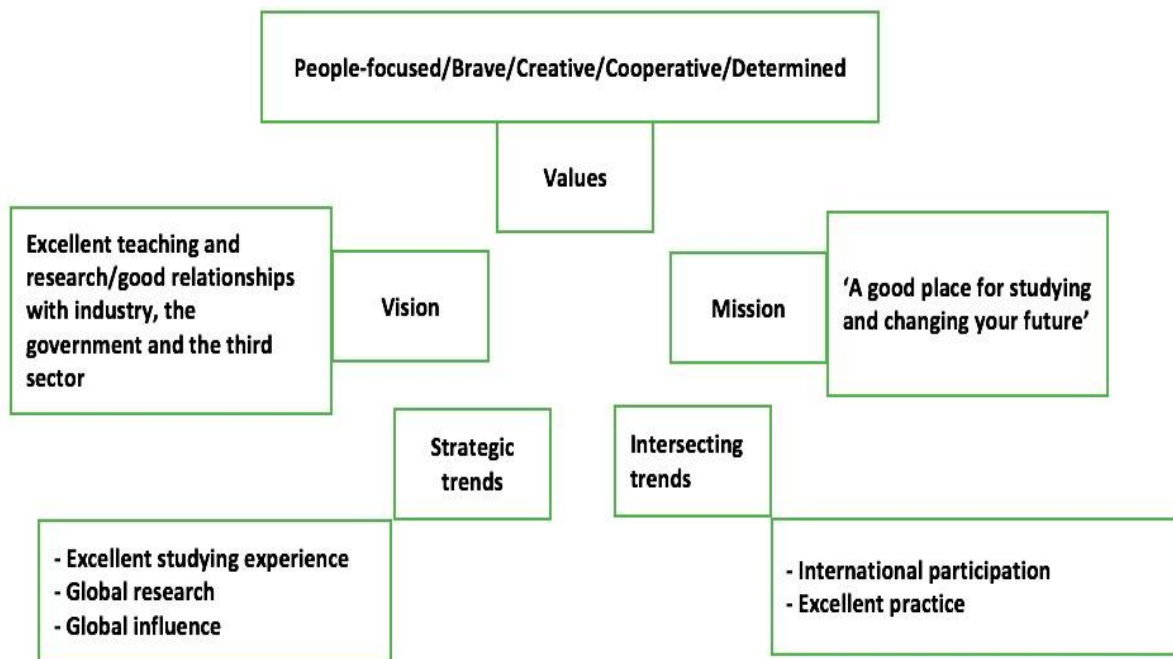 People-focused/Brave/Creative/Cooperative/Determined
Values
Excellent teaching and
research/good relationships
with industry, the
government and the third
sector
Vision
Mission
‘A good place for studying
and changing your future’
Strategic
trends
Intersecting
trends
- Excellent studying experience
- Global research
- Global influence
- International participation
- Excellent practice